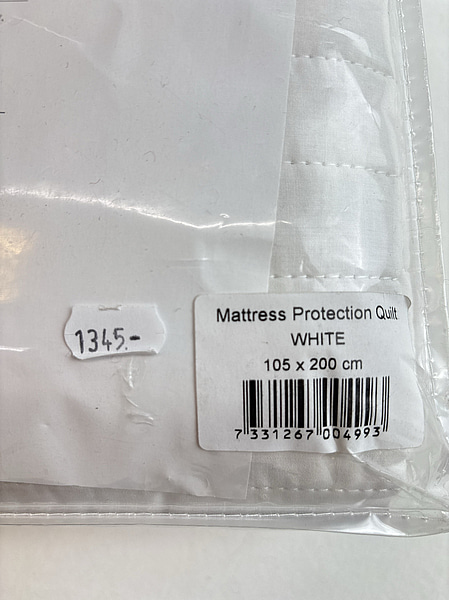 1345.-
Mattress Protection Quilt
WHITE
105 x 200 cm
7 331267 004993